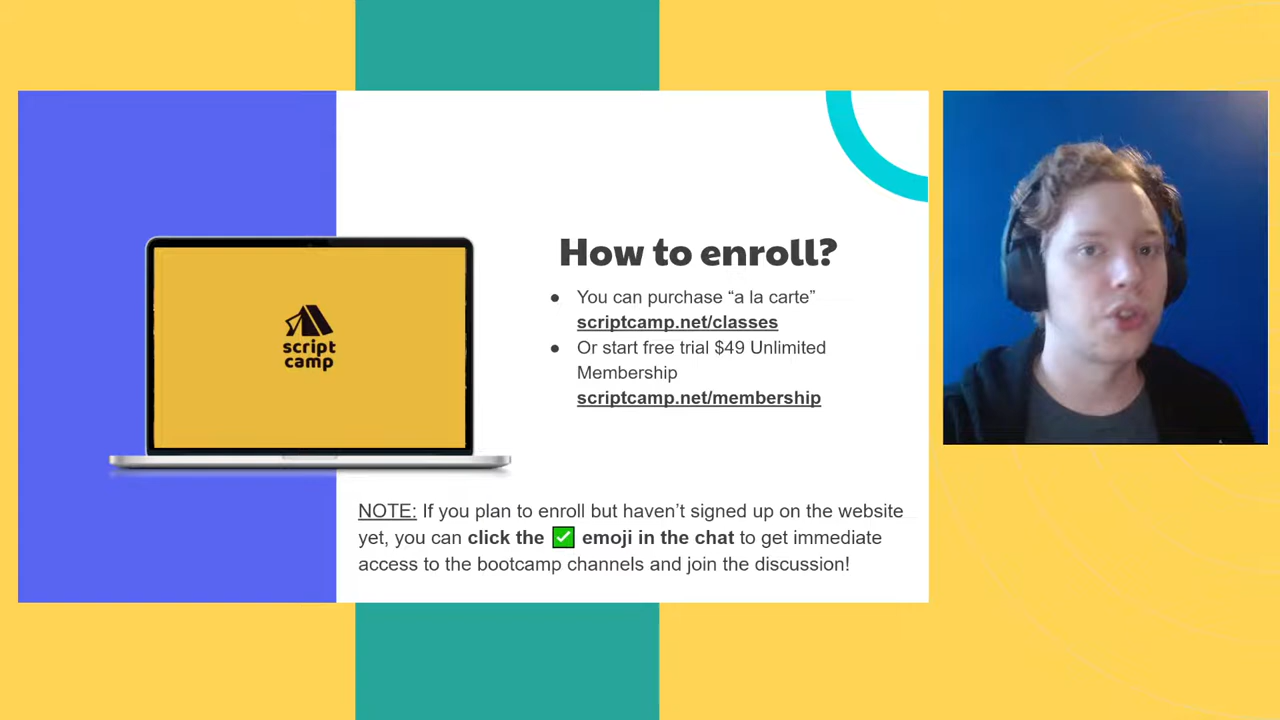 script
camp
How to enroll?
● You can purchase “a la carte”
scriptcamp.net/classes
● Or start free trial $49 Unlimited
Membership
scriptcamp.net/membership
NOTE: If you plan to enroll but haven’t signed up on the website
yet, you can click the ✅ emoji in the chat to get immediate
access to the bootcamp channels and join the discussion!